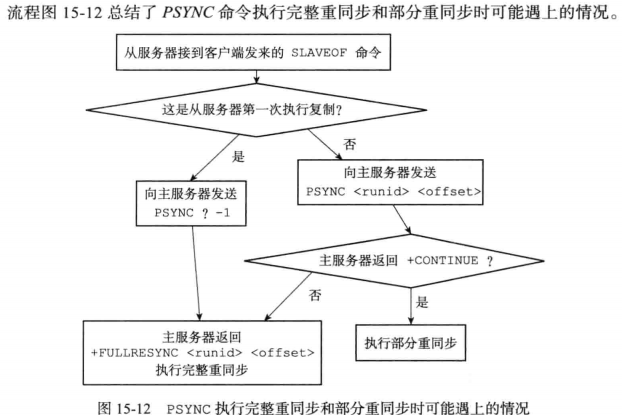 流程图 15-12 总结了 PSYNC 命令执行完整重同步和部分重同步时可能遇上的情况。
从服务器接到客户端发来的 SLAVEOF 命令
这是从服务器第一次执行复制?
是
否
向主服务器发送
PSYNC ? -1
向主服务器发送
PSYNC <runid> <offset>
主服务器返回 +CONTINUE ?
否
是
主服务器返回
+FULLRESYNC <runid> <offset>
执行完整重同步
执行部分重同步
图 15-12 PSYNC 执行完整重同步和部分重同步时可能遇上的情况